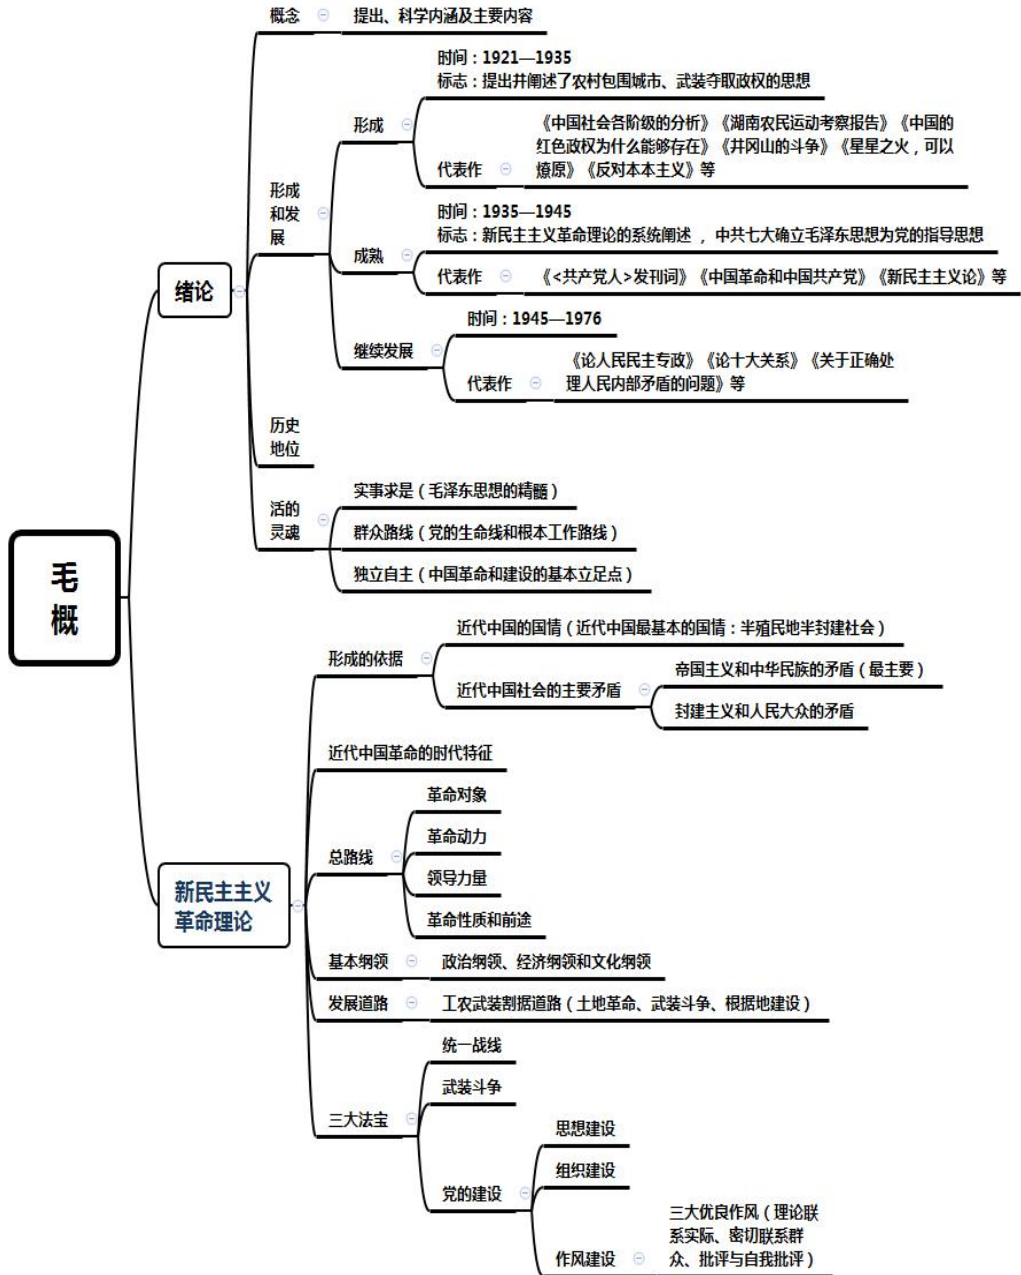 毛
概
绪论
概念
提出、科学内涵及主要内容
形成
和发
展
形成
时间：1921—1935
标志：提出并阐述了农村包围城市、武装夺取政权的思想
代表作
《中国社会各阶级的分析》《湖南农民运动考察报告》《中国的
红色政权为什么能够存在》《井冈山的斗争》《星星之火，可以
燎原》《反对本本主义》等
成熟
时间：1935—1945
标志：新民主主义革命理论的系统阐述 ，中共七大确立毛泽东思想为党的指导思想
代表作
《<共产党人>发刊词》《中国革命和中国共产党》《新民主主义论》等
继续发展
时间：1945—1976
代表作
《论人民民主专政》《论十大关系》《关于正确处
理人民内部矛盾的问题》等
历史
地位
活的
灵魂
实事求是（毛泽东思想的精髓）
群众路线（党的生命线和根本工作路线）
独立自主（中国革命和建设的基本立足点）
新民主主义
革命理论
形成的依据
近代中国的国情（近代中国最基本的国情：半殖民地半封建社会）
近代中国社会的主要矛盾
帝国主义和中华民族的矛盾（最主要）
封建主义和人民大众的矛盾
近代中国革命的时代特征
总路线
革命对象
革命动力
领导力量
革命性质和前途
基本纲领
政治纲领、经济纲领和文化纲领
发展道路
工农武装割据道路（土地革命、武装斗争、根据地建设）
三大法宝
统一战线
武装斗争
党的建设
思想建设
组织建设
作风建设
三大优良作风（理论联
系实际、密切联系群
众、批评与自我批评）